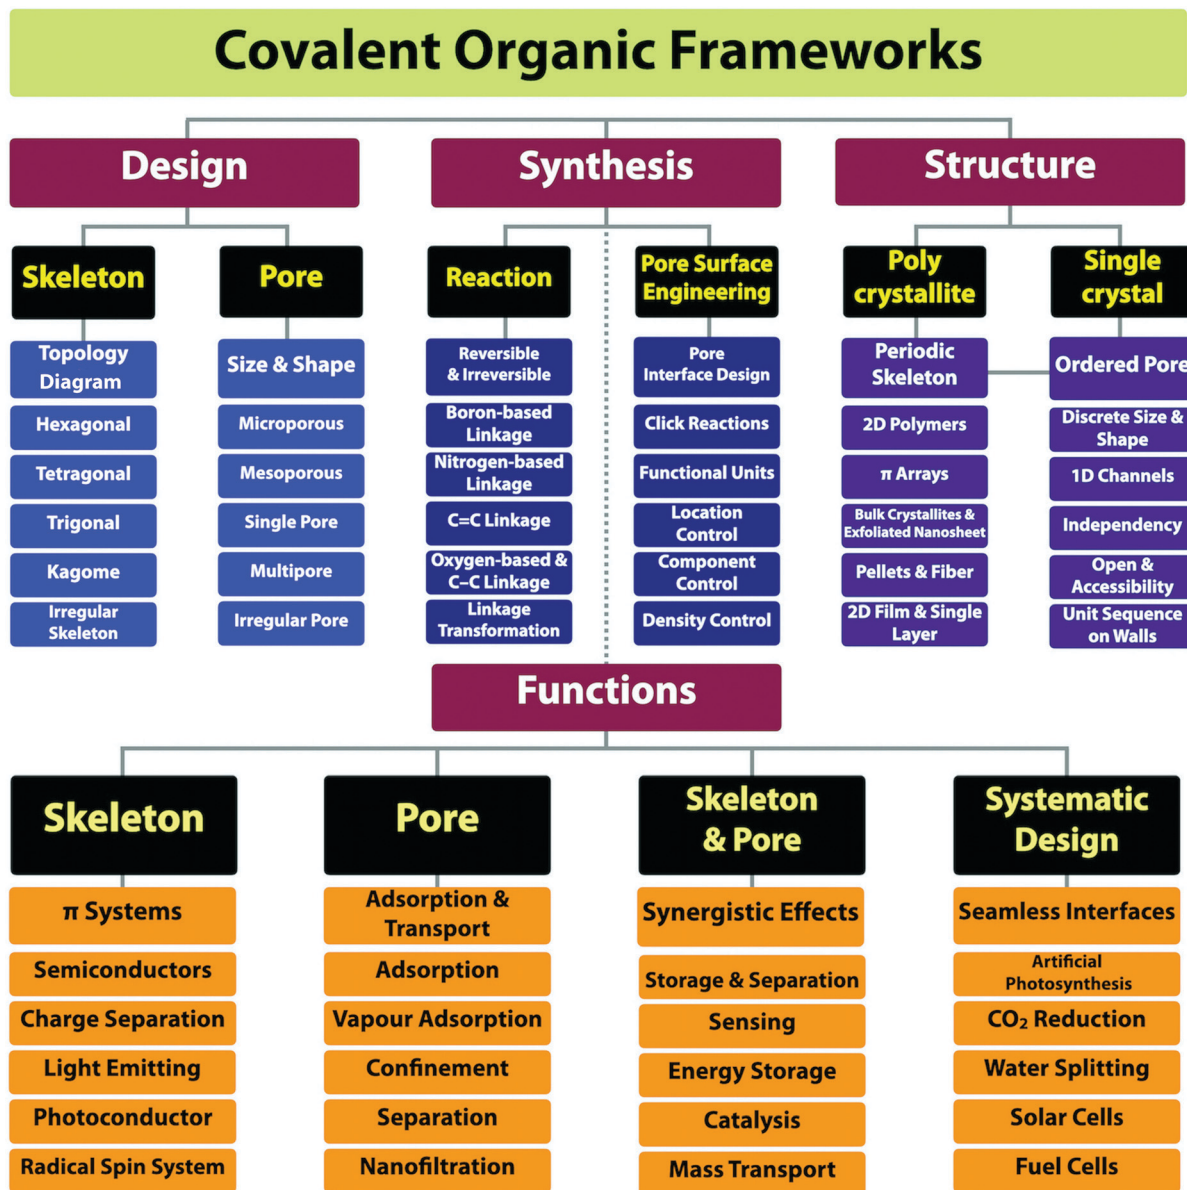 Covalent Organic Frameworks
Design
Synthesis
Structure
Skeleton
Pore
Reaction
Pore Surface
Engineering
Poly
crystallite
Single
crystal
Topology
Diagram
Hexagonal
Tetragonal
Trigonal
Kagome
Irregular
Skeleton
Size & Shape
Microporous
Mesoporous
Single Pore
Multipore
Irregular Pore
Reversible
& Irreversible
Boron-based
Linkage
Nitrogen-based
Linkage
C=C Linkage
Oxygen-based &
C–C Linkage
Linkage
Transformation
Pore
Interface Design
Click Reactions
Functional Units
Location
Control
Component
Control
Density Control
Periodic
Skeleton
2D Polymers
π Arrays
Bulk Crystallites &
Exfoliated Nanosheet
Pellets & Fiber
2D Film & Single
Layer
Ordered Pore
Discrete Size &
Shape
1D Channels
Independency
Open &
Accessibility
Unit Sequence
on Walls
Functions
Skeleton
Pore
Skeleton
& Pore
Systematic
Design
π Systems
Semiconductors
Charge Separation
Light Emitting
Photoconductor
Radical Spin System
Adsorption &
Transport
Adsorption
Vapour Adsorption
Confinement
Separation
Nanofiltration
Synergistic Effects
Storage & Separation
Sensing
Energy Storage
Catalysis
Mass Transport
Seamless Interfaces
Artificial
Photosynthesis
CO₂ Reduction
Water Splitting
Solar Cells
Fuel Cells